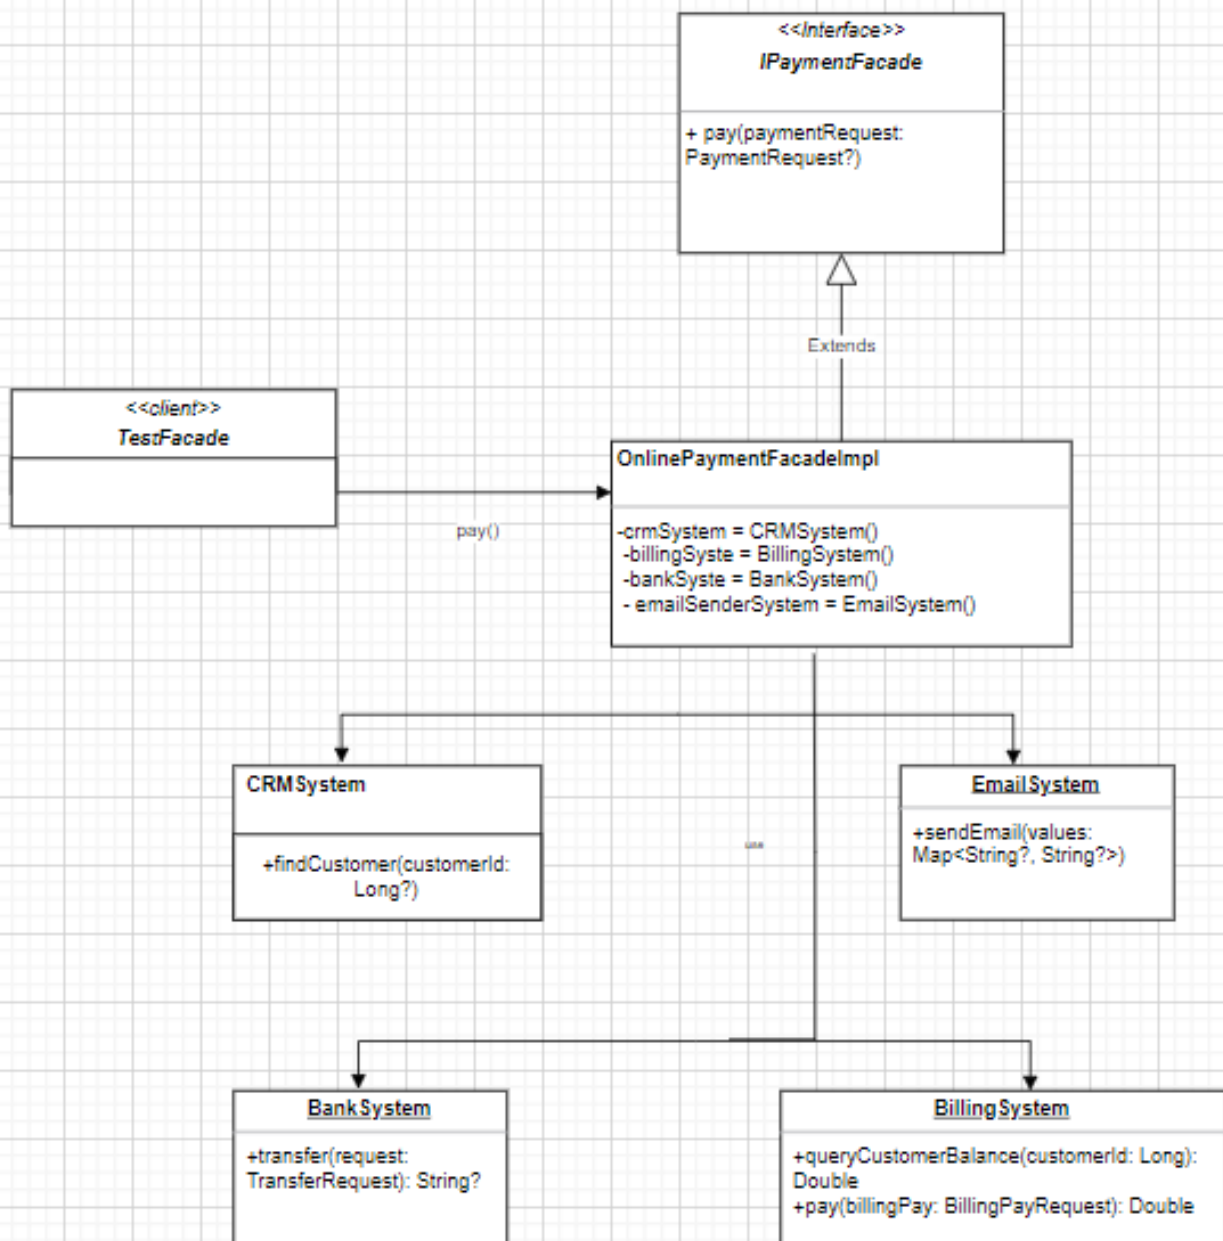 <<Interface>>
IPaymentFacade
+ pay(paymentRequest:
PaymentRequest?)
Extends
<<client>>
TestFacade
pay()
OnlinePaymentFacadeImpl
-crmSystem = CRMSystem()
-billingSyste = BillingSystem()
-bankSyste = BankSystem()
- emailSenderSystem = EmailSystem()
CRMSystem
+findCustomer(customerId:
Long?)
use
EmailSystem
+sendEmail(values:
Map<String?, String?>)
BankSystem
+transfer(request:
TransferRequest): String?
BillingSystem
+queryCustomerBalance(customerId: Long):
Double
+pay(billingPay: BillingPayRequest): Double